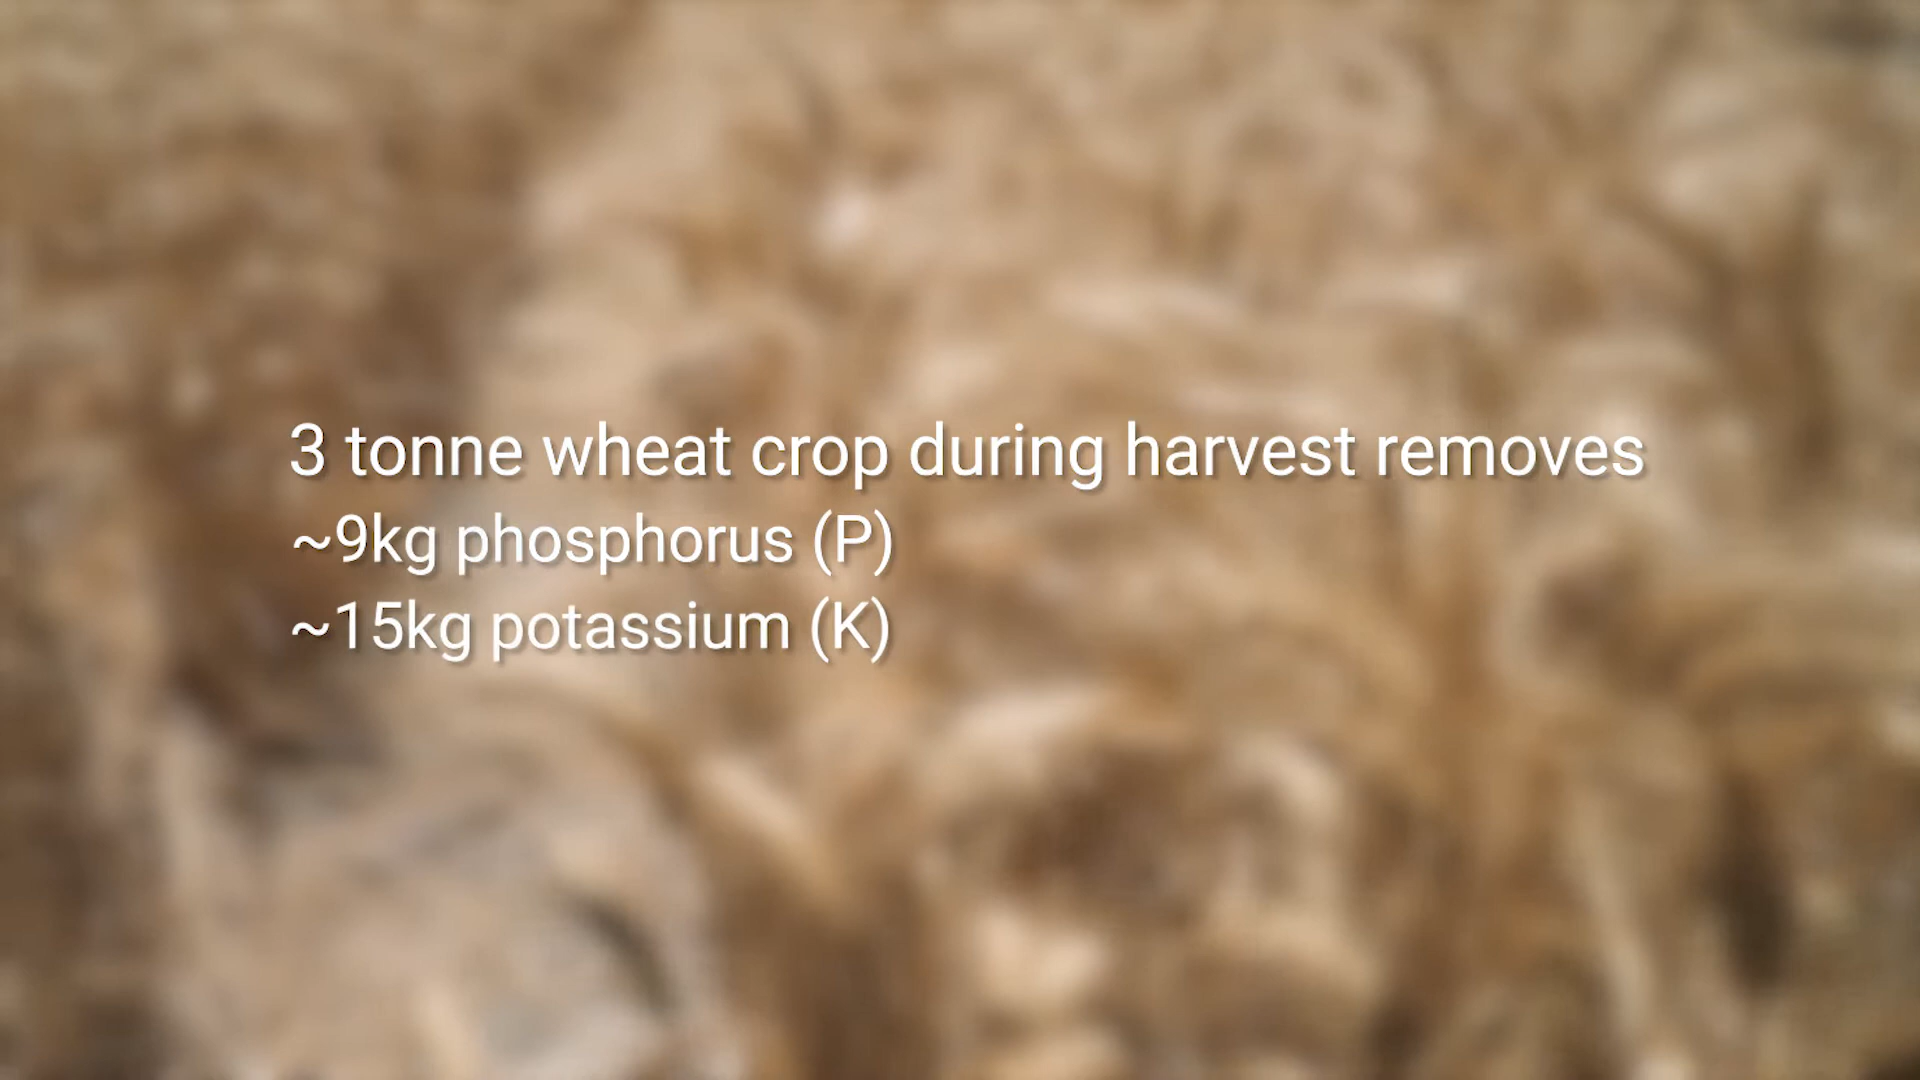 3 tonne wheat crop during harvest removes
~9kg phosphorus (P)
~15kg potassium (K)